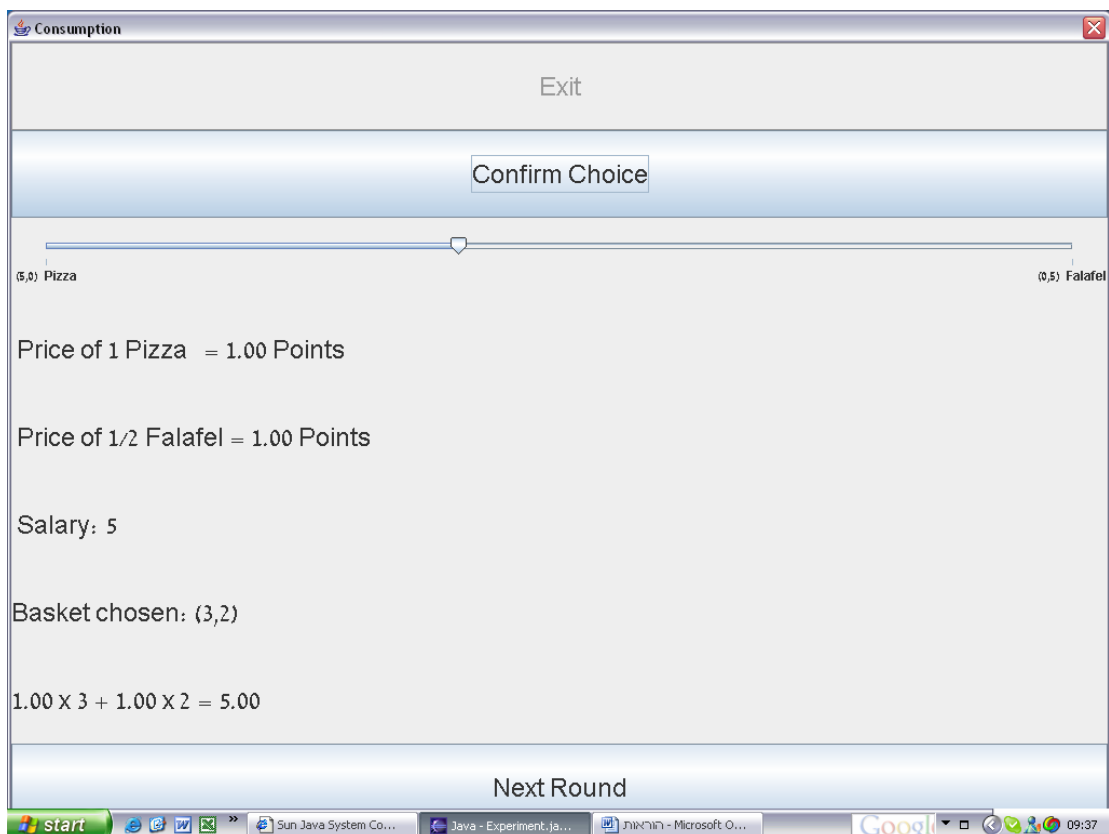 Consumption
Exit
Confirm Choice
(5,0) Pizza (0,5) Falafel
Price of 1 Pizza = 1.00 Points
Price of 1/2 Falafel = 1.00 Points
Salary: 5
Basket chosen: (3,2)
1.00 X 3 + 1.00 X 2 = 5.00
Next Round
start » Sun Java System Co... Java - Experiment.ja... הוראות - Microsoft O... Googl 09:37